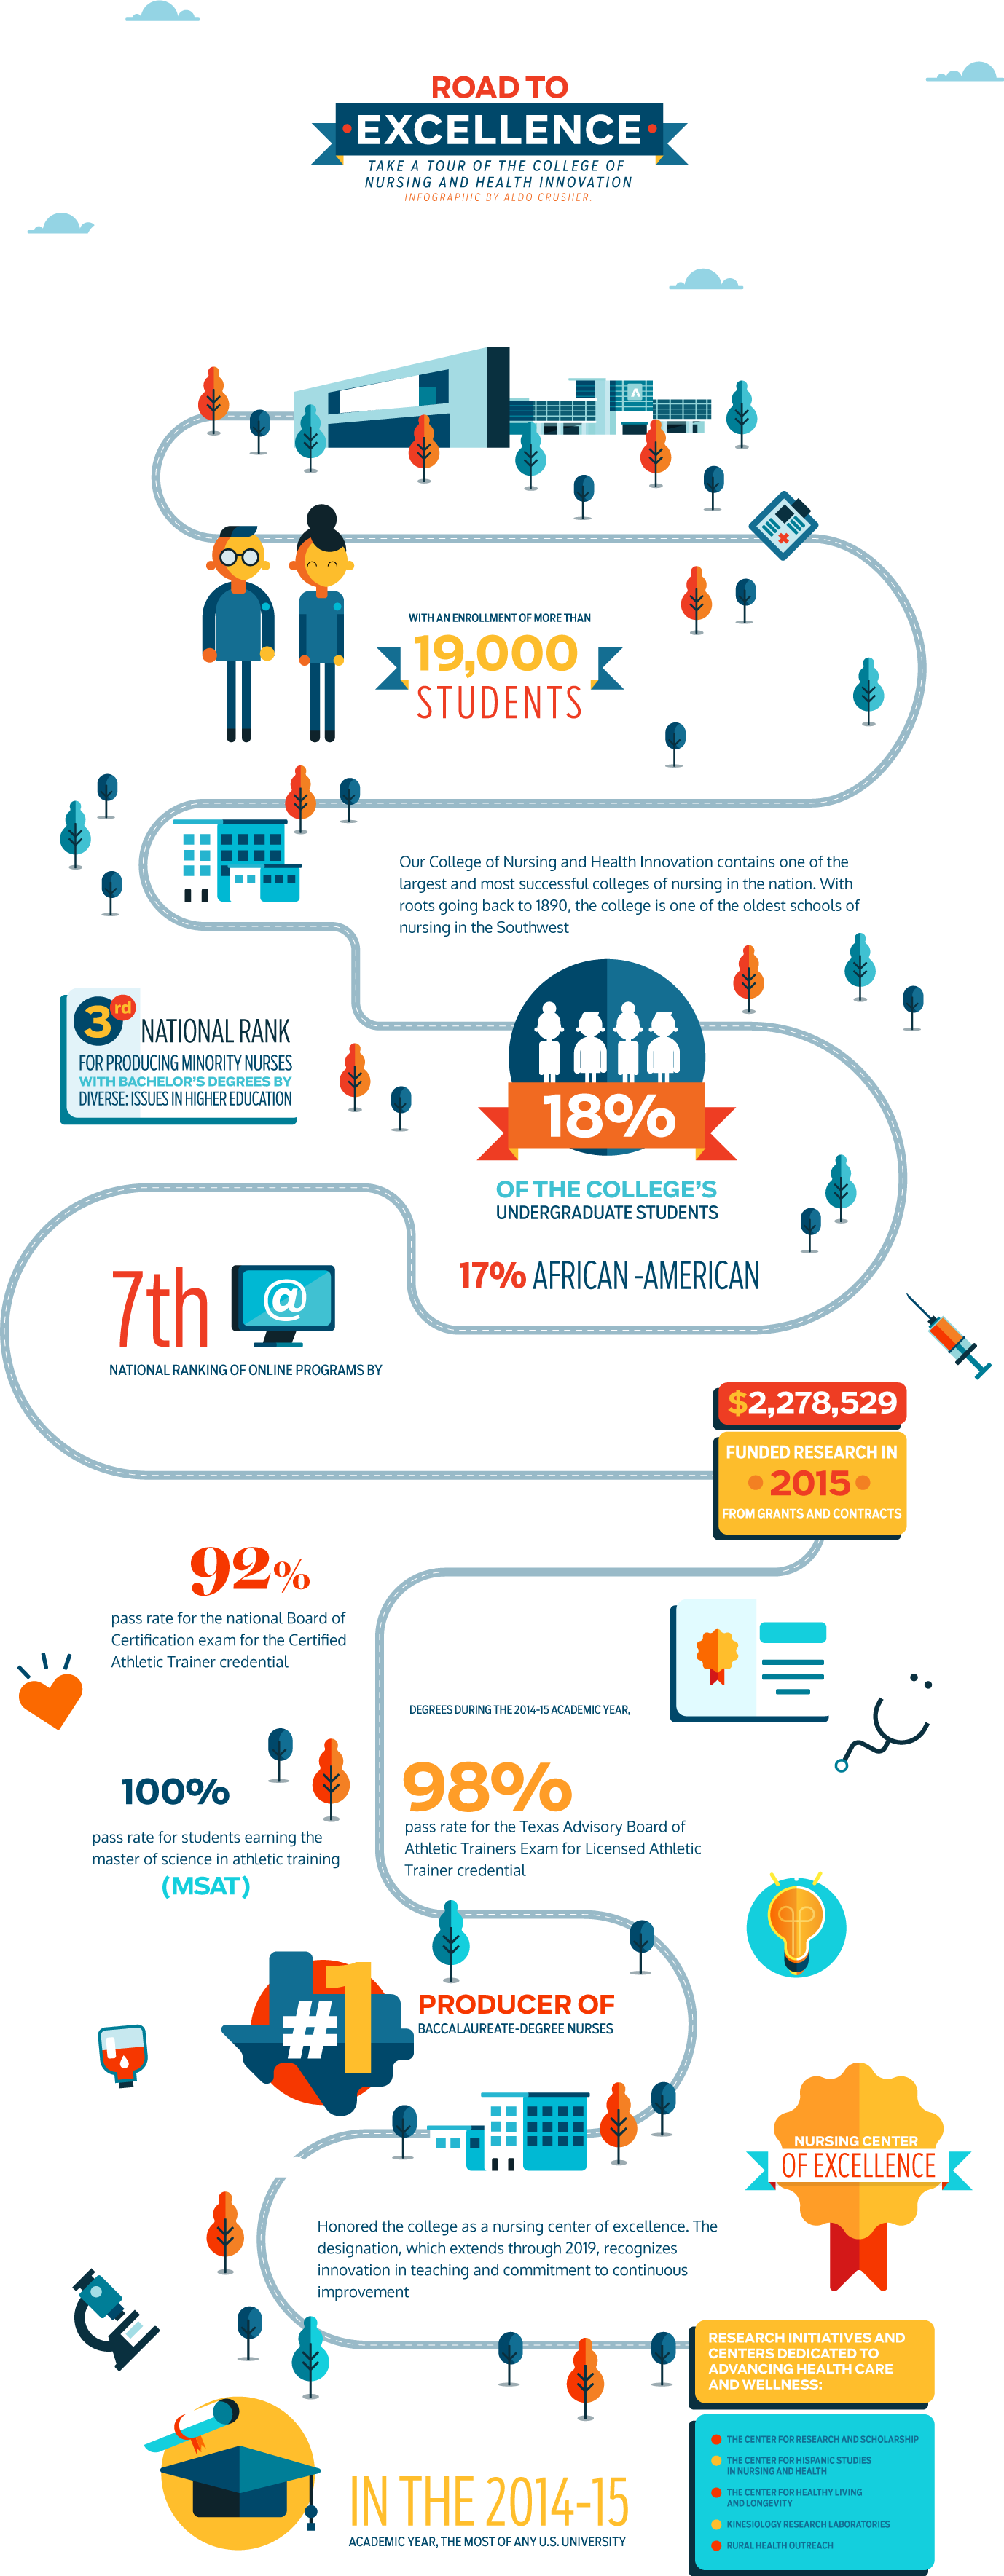 ROAD TO
EXCELLENCE
TAKE A TOUR OF THE COLLEGE OF
NURSING AND HEALTH INNOVATION
INFOGRAPHIC BY ALDO CRUSHER.
WITH AN ENROLLMENT OF MORE THAN
19,000
STUDENTS
Our College of Nursing and Health Innovation contains one of the
largest and most successful colleges of nursing in the nation. With
roots going back to 1890, the college is one of the oldest schools of
nursing in the Southwest
3rd
NATIONAL RANK
FOR PRODUCING MINORITY NURSES
WITH BACHELOR'S DEGREES BY
DIVERSE: ISSUES IN HIGHER EDUCATION
18%
OF THE COLLEGE'S
UNDERGRADUATE STUDENTS
17% AFRICAN -AMERICAN
7th
@
NATIONAL RANKING OF ONLINE PROGRAMS BY
$2,278,529
FUNDED RESEARCH IN
2015
FROM GRANTS AND CONTRACTS
92%
pass rate for the national Board of
Certification exam for the Certified
Athletic Trainer credential
DEGREES DURING THE 2014-15 ACADEMIC YEAR,
100%
pass rate for students earning the
master of science in athletic training
(MSAT)
98%
pass rate for the Texas Advisory Board of
Athletic Trainers Exam for Licensed Athletic
Trainer credential
#1
PRODUCER OF
BACCALAUREATE-DEGREE NURSES
NURSING CENTER
OF EXCELLENCE
Honored the college as a nursing center of excellence. The
designation, which extends through 2019, recognizes
innovation in teaching and commitment to continuous
improvement
RESEARCH INITIATIVES AND
CENTERS DEDICATED TO
ADVANCING HEALTH CARE
AND WELLNESS:
THE CENTER FOR RESEARCH AND SCHOLARSHIP
THE CENTER FOR HISPANIC STUDIES
IN NURSING AND HEALTH
THE CENTER FOR HEALTHY LIVING
AND LONGEVITY
KINESIOLOGY RESEARCH LABORATORIES
RURAL HEALTH OUTREACH
IN THE 2014-15
ACADEMIC YEAR, THE MOST OF ANY U.S. UNIVERSITY